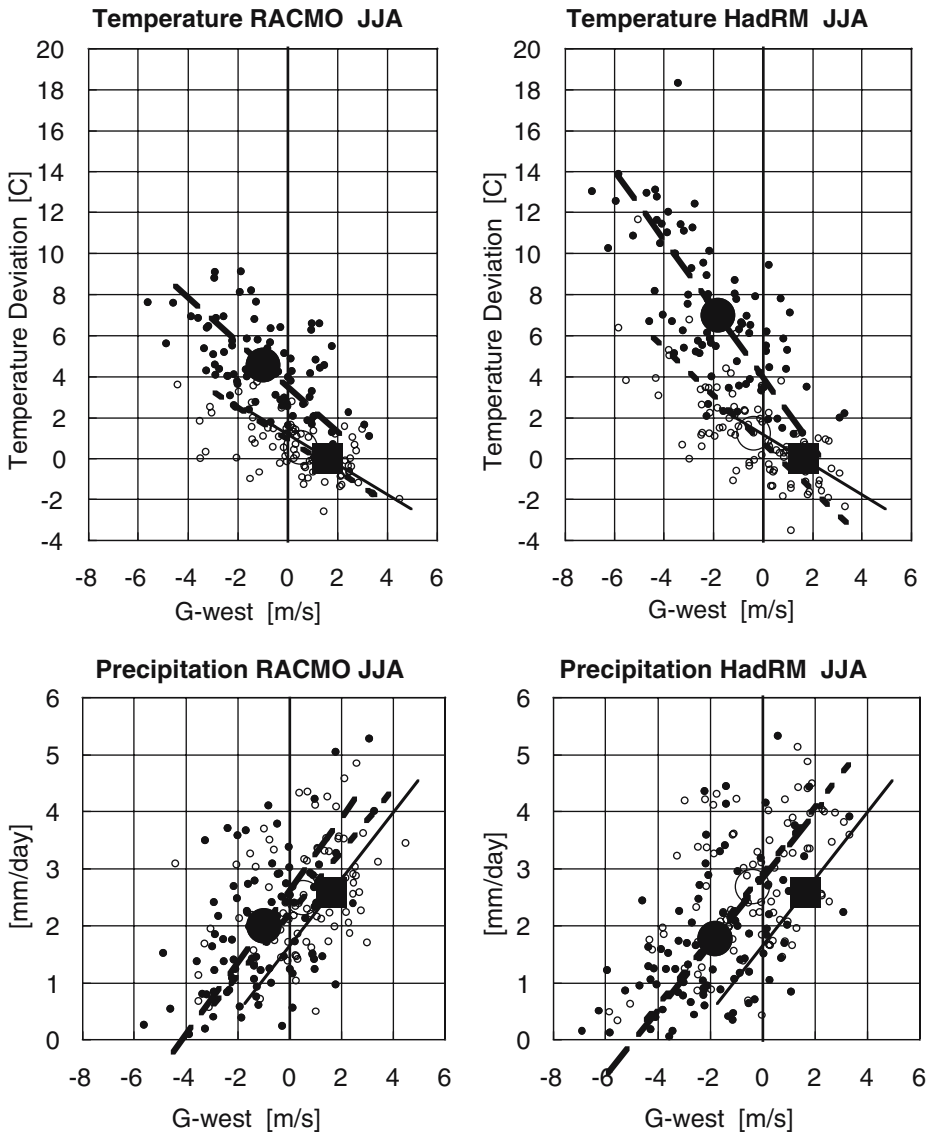 Temperature RACMO JJA
20
18
16
14
12
10
8
6
4
2
0
-2
-4
Temperature Deviation [C]
-8 -6 -4 -2 0 2 4 6
G-west [m/s]
Temperature HadRM JJA
20
18
16
14
12
10
8
6
4
2
0
-2
-4
Temperature Deviation [C]
-8 -6 -4 -2 0 2 4 6
G-west [m/s]
Precipitation RACMO JJA
6
5
4
3
2
1
0
[mm/day]
-8 -6 -4 -2 0 2 4 6
G-west [m/s]
Precipitation HadRM JJA
6
5
4
3
2
1
0
[mm/day]
-8 -6 -4 -2 0 2 4 6
G-west [m/s]